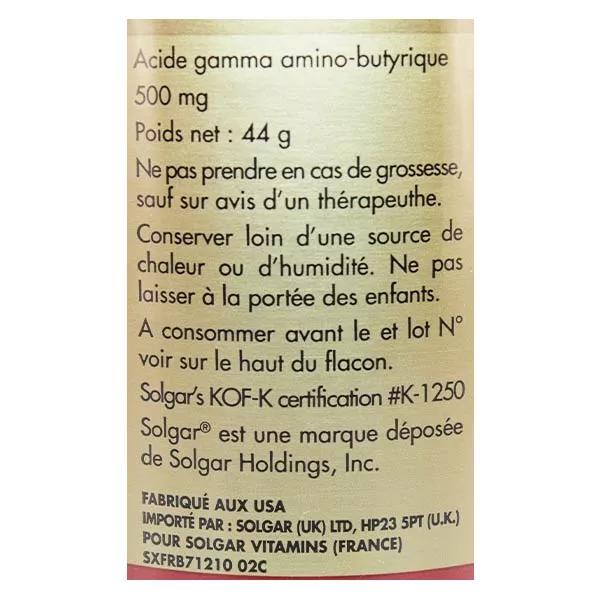 Acide gamma amino-butyrique
500 mg
Poids net : 44 g
Ne pas prendre en cas de grossesse,
sauf sur avis d'un thérapeuthe.
Conserver loin d'une source de
chaleur ou d'humidité. Ne pas
laisser à la portée des enfants.
A consommer avant le et lot N°
voir sur le haut du flacon.
Solgar's KOF-K certification #K-1250
Solgar® est une marque déposée
de Solgar Holdings, Inc.
FABRIQUÉ AUX USA
IMPORTÉ PAR : SOLGAR (UK) LTD, HP23 5PT (U.K.)
POUR SOLGAR VITAMINS (FRANCE)
SXFRB71210 02C